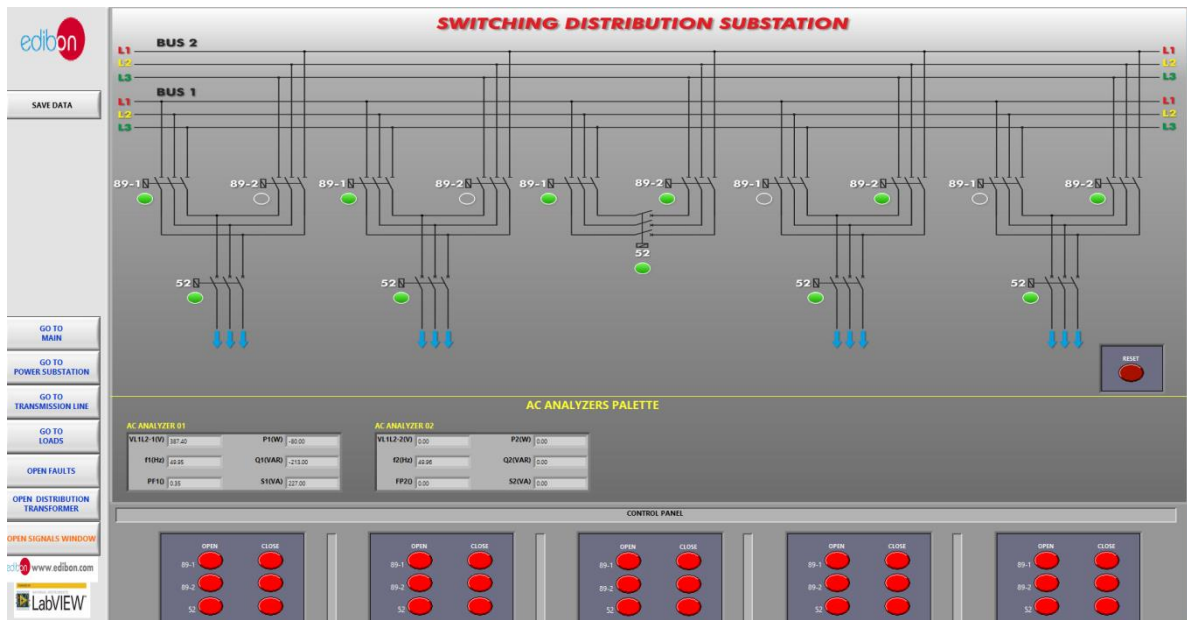 SWITCHING DISTRIBUTION SUBSTATION
edibon
SAVE DATA
BUS 2
L1 L1
L2 L2
L3 L3
BUS 1
L1 L1
L2 L2
L3 L3
89-1 89-2 89-1 89-2 89-1 89-2 89-1 89-2 89-1 89-2
52
52 52 52 52
RESET
GO TO
MAIN
GO TO
POWER SUBSTATION
GO TO
TRANSMISSION LINE
GO TO
LOADS
OPEN FAULTS
OPEN DISTRIBUTION
TRANSFORMER
OPEN SIGNALS WINDOW
edibon www.edibon.com
LabVIEW
AC ANALYZERS PALETTE
AC ANALYZER 01
VL1L2-1(V) 387.40 P1(W) -80.00
f1(Hz) 49.95 Q1(VAR) -213.00
PF1() 0.35 S1(VA) 227.00
AC ANALYZER 02
VL1L2-2(V) 0.00 P2(W) 0.00
f2(Hz) 49.96 Q2(VAR) 0.00
FP2() 0.00 S2(VA) 0.00
CONTROL PANEL
OPEN CLOSE OPEN CLOSE OPEN CLOSE OPEN CLOSE OPEN CLOSE
89-1 89-1 89-1 89-1 89-1
89-2 89-2 89-2 89-2 89-2
52 52 52 52 52